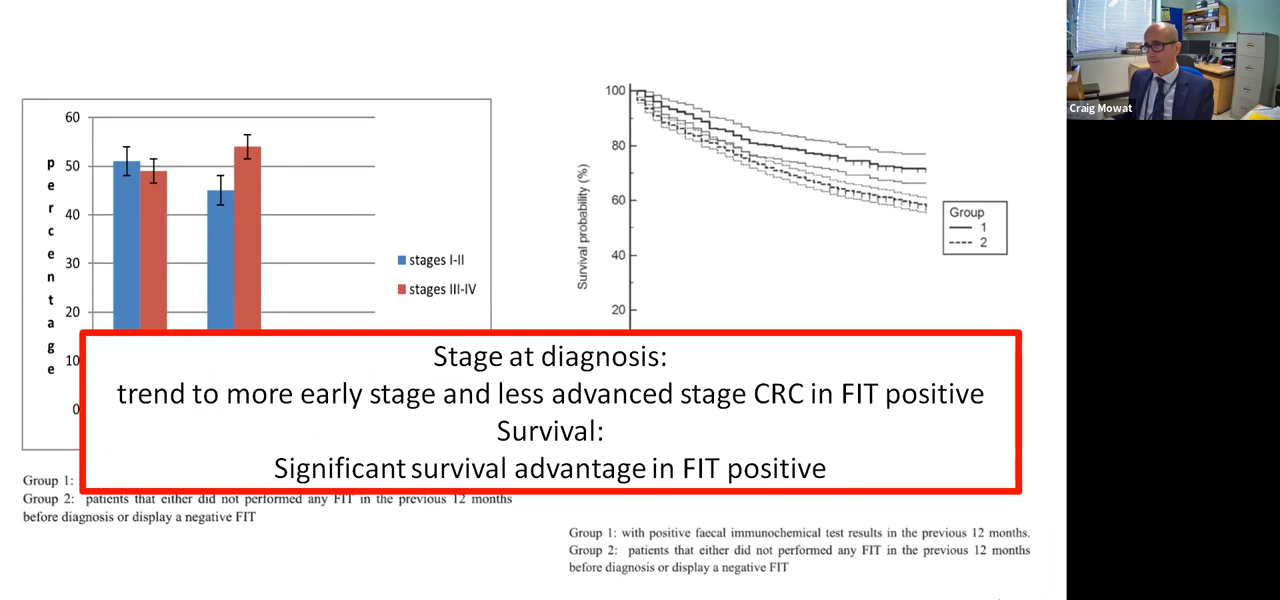 60
50
40
30
20
10
0
percentage
stages I-II
stages III-IV
100
80
60
40
20
Survival probability (%)
Group
1
2
Craig Mowat
Stage at diagnosis:
trend to more early stage and less advanced stage CRC in FIT positive
Survival:
Significant survival advantage in FIT positive
Group 1:
Group 2: patients that either did not performed any FIT in the previous 12 months
before diagnosis or display a negative FIT
Group 1: with positive faecal immunochemical test results in the previous 12 months.
Group 2: patients that either did not performed any FIT in the previous 12 months
before diagnosis or display a negative FIT